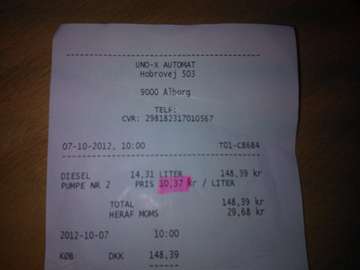 UNO-X AUTOMAT
Hobrovej 503
9000 Ålborg
TELF:
CVR: 298182317010567
07-10-2012, 10:00 TO1-C8684
DIESEL 14,31 LITER 148,39 kr
PUMPE NR 2 PRIS 10,37 kr / LITER
TOTAL 148,39 kr
HERAF MOMS 29,68 kr
2012-10-07 10:00
KØB DKK 148,39